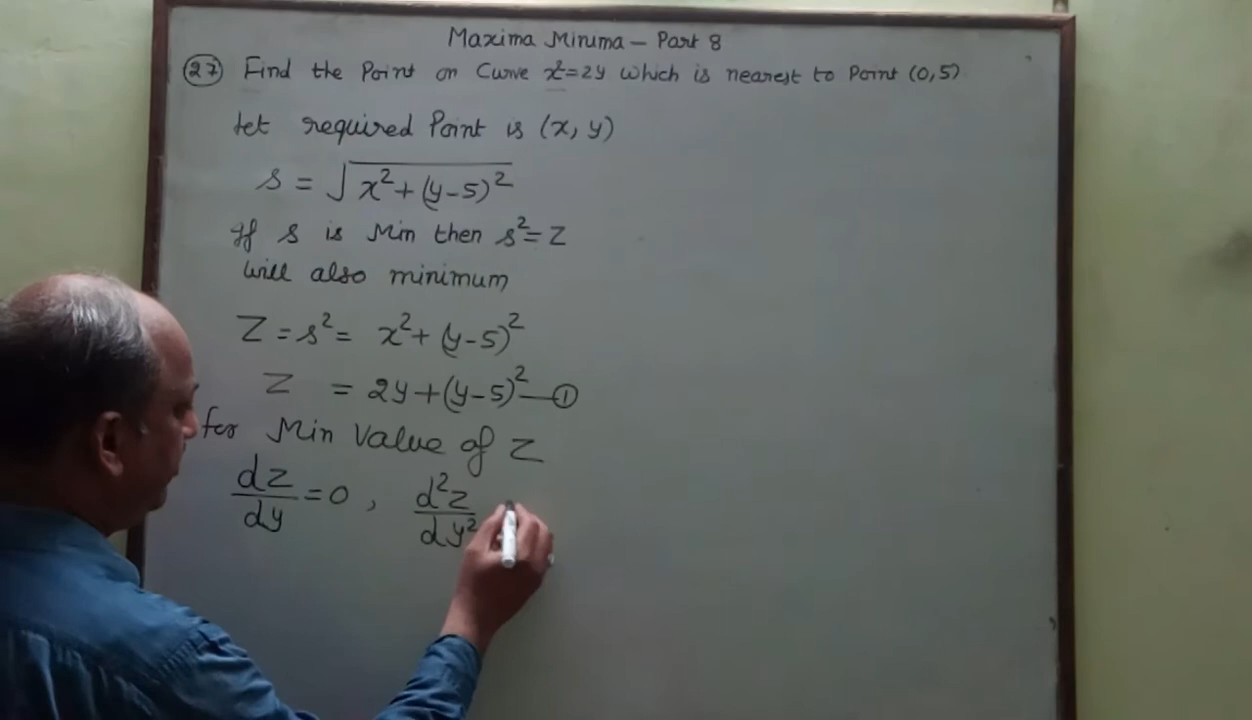 Maxima Minima - Part 8
(27) Find the Point on Curve x²=2y which is nearest to Point (0,5)
Let required Point is (x, y)
s = √x²+(y-5)²
If s is Min then s²=Z
will also minimum
Z = s² = x²+(y-5)²
Z = 2y+(y-5)² — ①
for Min Value of Z
dz/dy = 0 , d²z/dy²